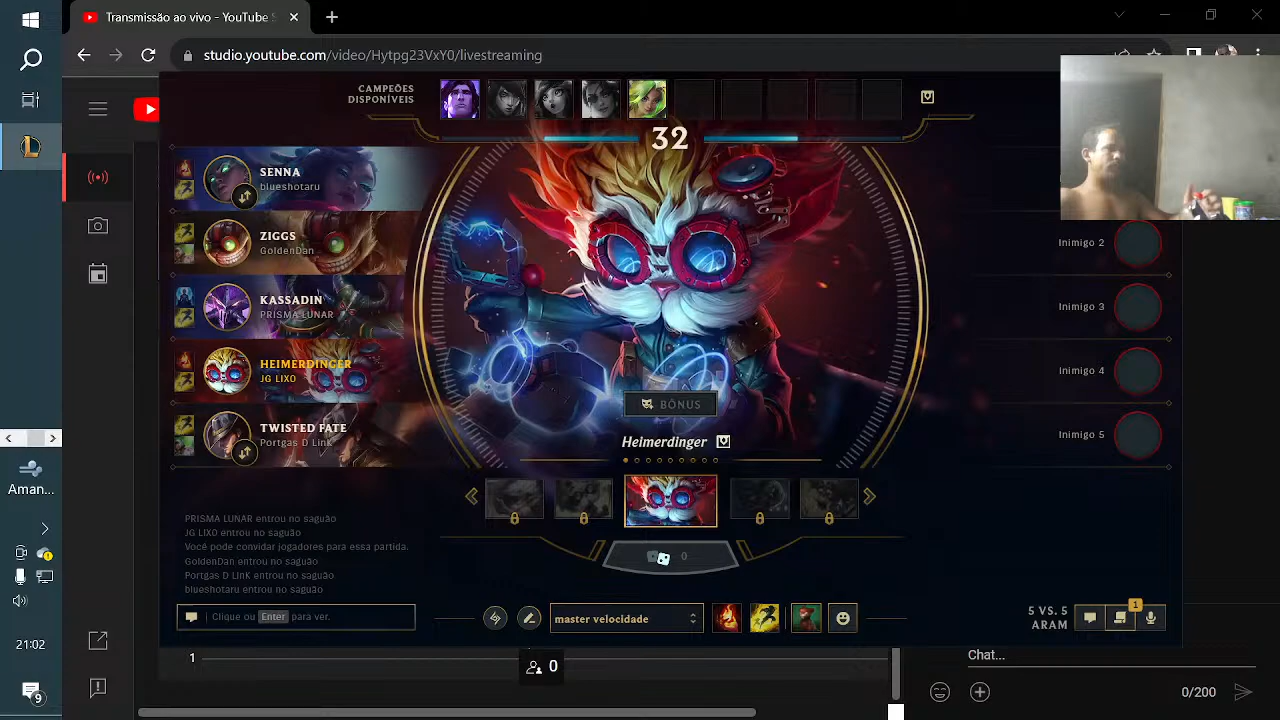 Transmissão ao vivo - YouTube S
studio.youtube.com/video/Hytpg23VxY0/livestreaming
CAMPEÕES
DISPONÍVEIS
32
SENNA
blueshotaru
ZIGGS
GoldenDan
KASSADIN
PRISMA LUNAR
HEIMERDINGER
JG LIXO
TWISTED FATE
Portgas D LinK
Inimigo 2
Inimigo 3
Inimigo 4
Inimigo 5
BÔNUS
Heimerdinger
0
PRISMA LUNAR entrou no saguão
JG LIXO entrou no saguão
Você pode convidar jogadores para essa partida.
GoldenDan entrou no saguão
Portgas D LinK entrou no saguão
blueshotaru entrou no saguão
Clique ou Enter para ver.
master velocidade
5 VS. 5
ARAM
1
Aman...
21:02
9
1
0
Chat...
0/200